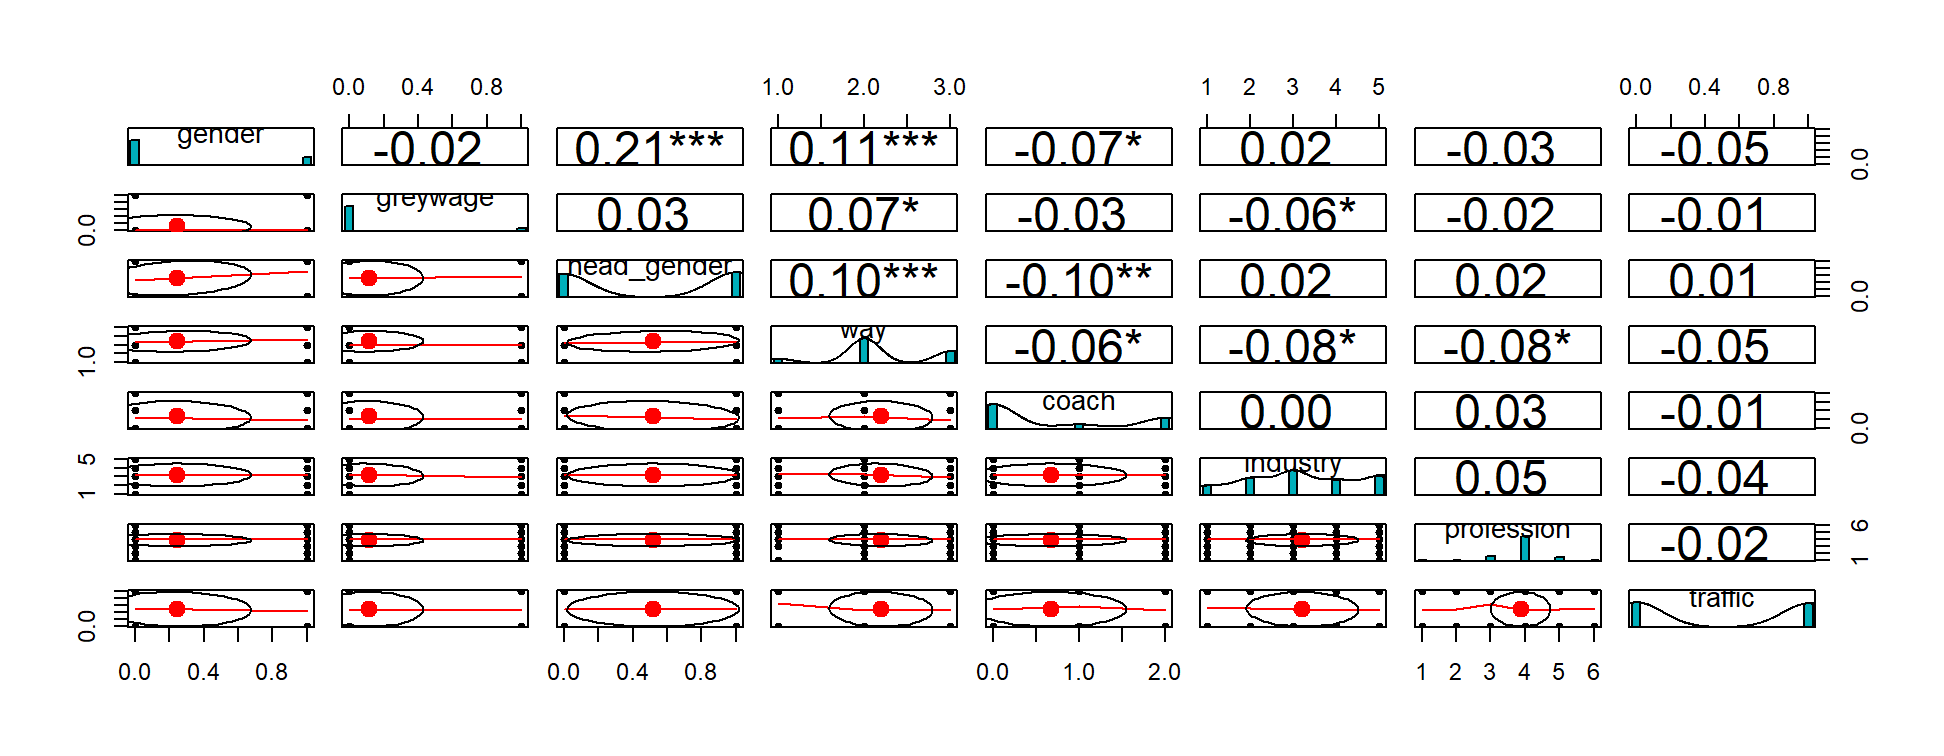 0.0 0.4 0.8 1.0 2.0 3.0 1 2 3 4 5 0.0 0.4 0.8
gender -0.02 0.21*** 0.11*** -0.07* 0.02 -0.03 -0.05 0.0
0.0 greywage 0.03 0.07* -0.03 -0.06* -0.02 -0.01
head_gender 0.10*** -0.10** 0.02 0.02 0.01 0.0
1.0 way -0.06* -0.08* -0.08* -0.05
coach 0.00 0.03 -0.01 0.0
1 5 industry 0.05 -0.04
profession -0.02 1 6
0.0 traffic
0.0 0.4 0.8 0.0 0.4 0.8 0.0 1.0 2.0 1 2 3 4 5 6